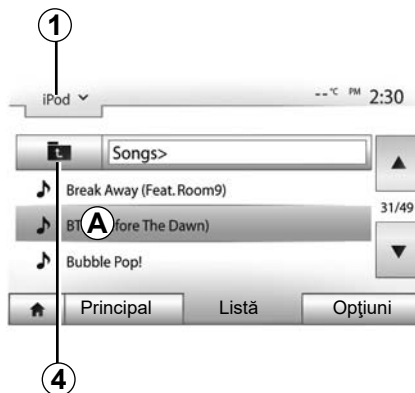 1
iPod --°C PM 2:30
Songs>
Break Away (Feat. Room9)
31/49
A
fore The Dawn)
Bubble Pop!
Principal Listă Opţiuni
4